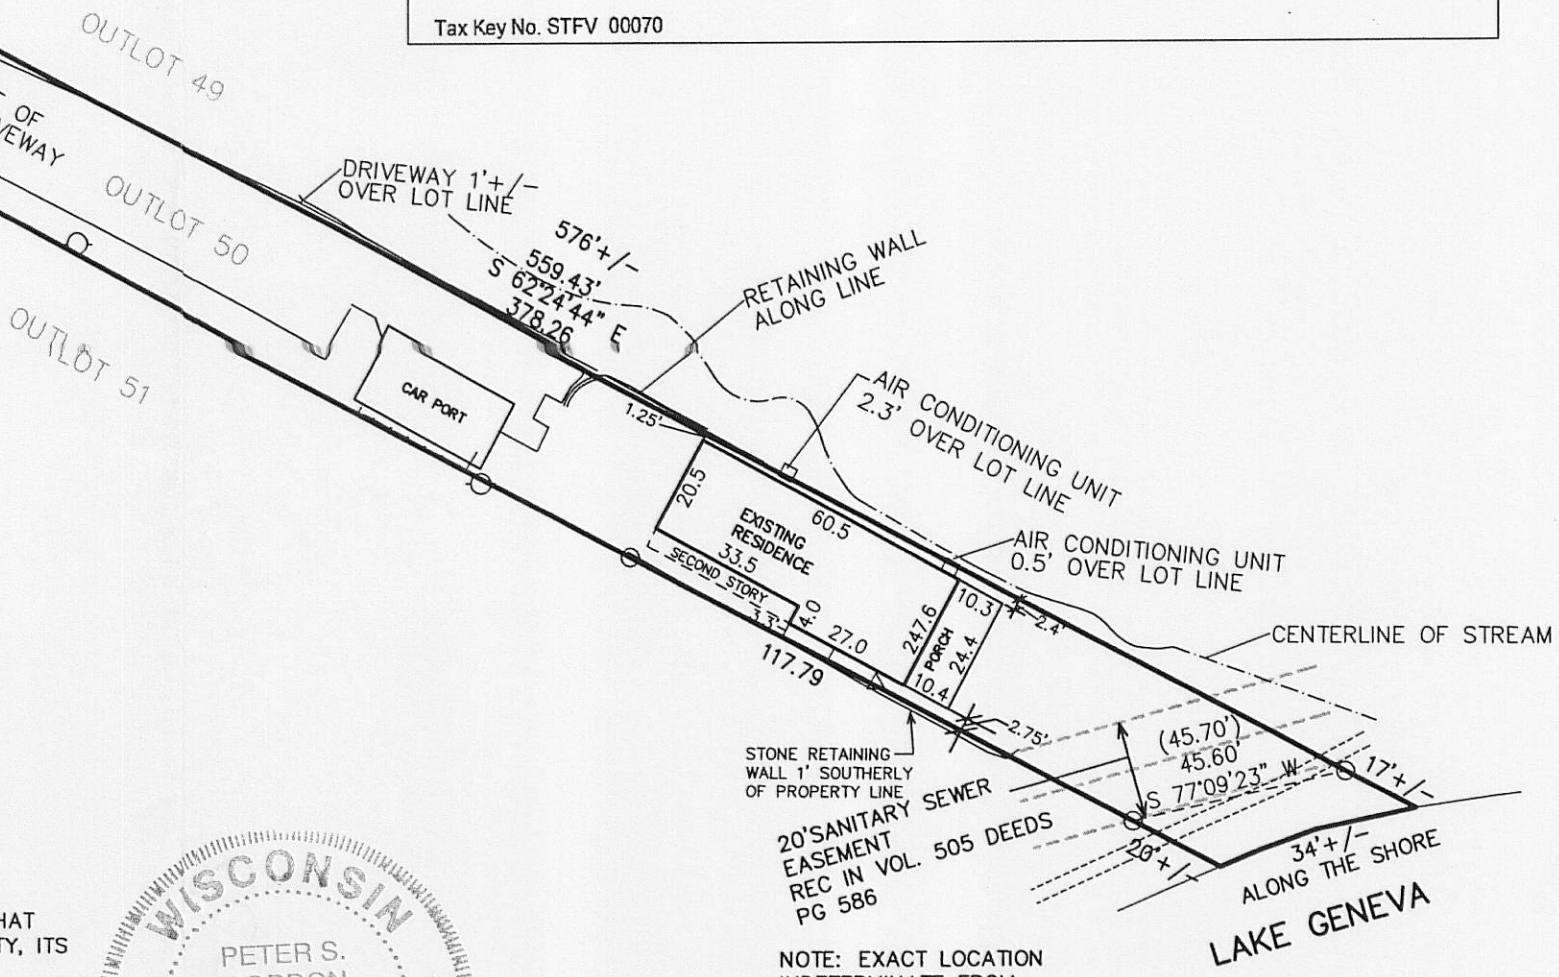 Tax Key No. STFV 00070
OUTLOT 49
OF
OUTLOT 50
OUTLOT 51
DRIVEWAY 1'+/-
OVER LOT LINE
576'+/-
559.43'
S 62°24'44" E
378.26
RETAINING WALL
ALONG LINE
CAR PORT
1.25'
AIR CONDITIONING UNIT
2.3' OVER LOT LINE
20.5
60.5
EXISTING
RESIDENCE
33.5
SECOND STORY
3.3'
4.0
27.0
117.79
247.6
PORCH
10.3
24.4
10.4
2.4'
2.75'
AIR CONDITIONING UNIT
0.5' OVER LOT LINE
CENTERLINE OF STREAM
STONE RETAINING
WALL 1' SOUTHERLY
OF PROPERTY LINE
20'SANITARY SEWER
EASEMENT
REC IN VOL. 505 DEEDS
PG 586
(45.70')
45.60'
S 77°09'23" W
17'+/-
20'+/-
34'+/-
ALONG THE SHORE
LAKE GENEVA
NOTE: EXACT LOCATION
WISCONSIN
PETER S.
HAT
TY, ITS